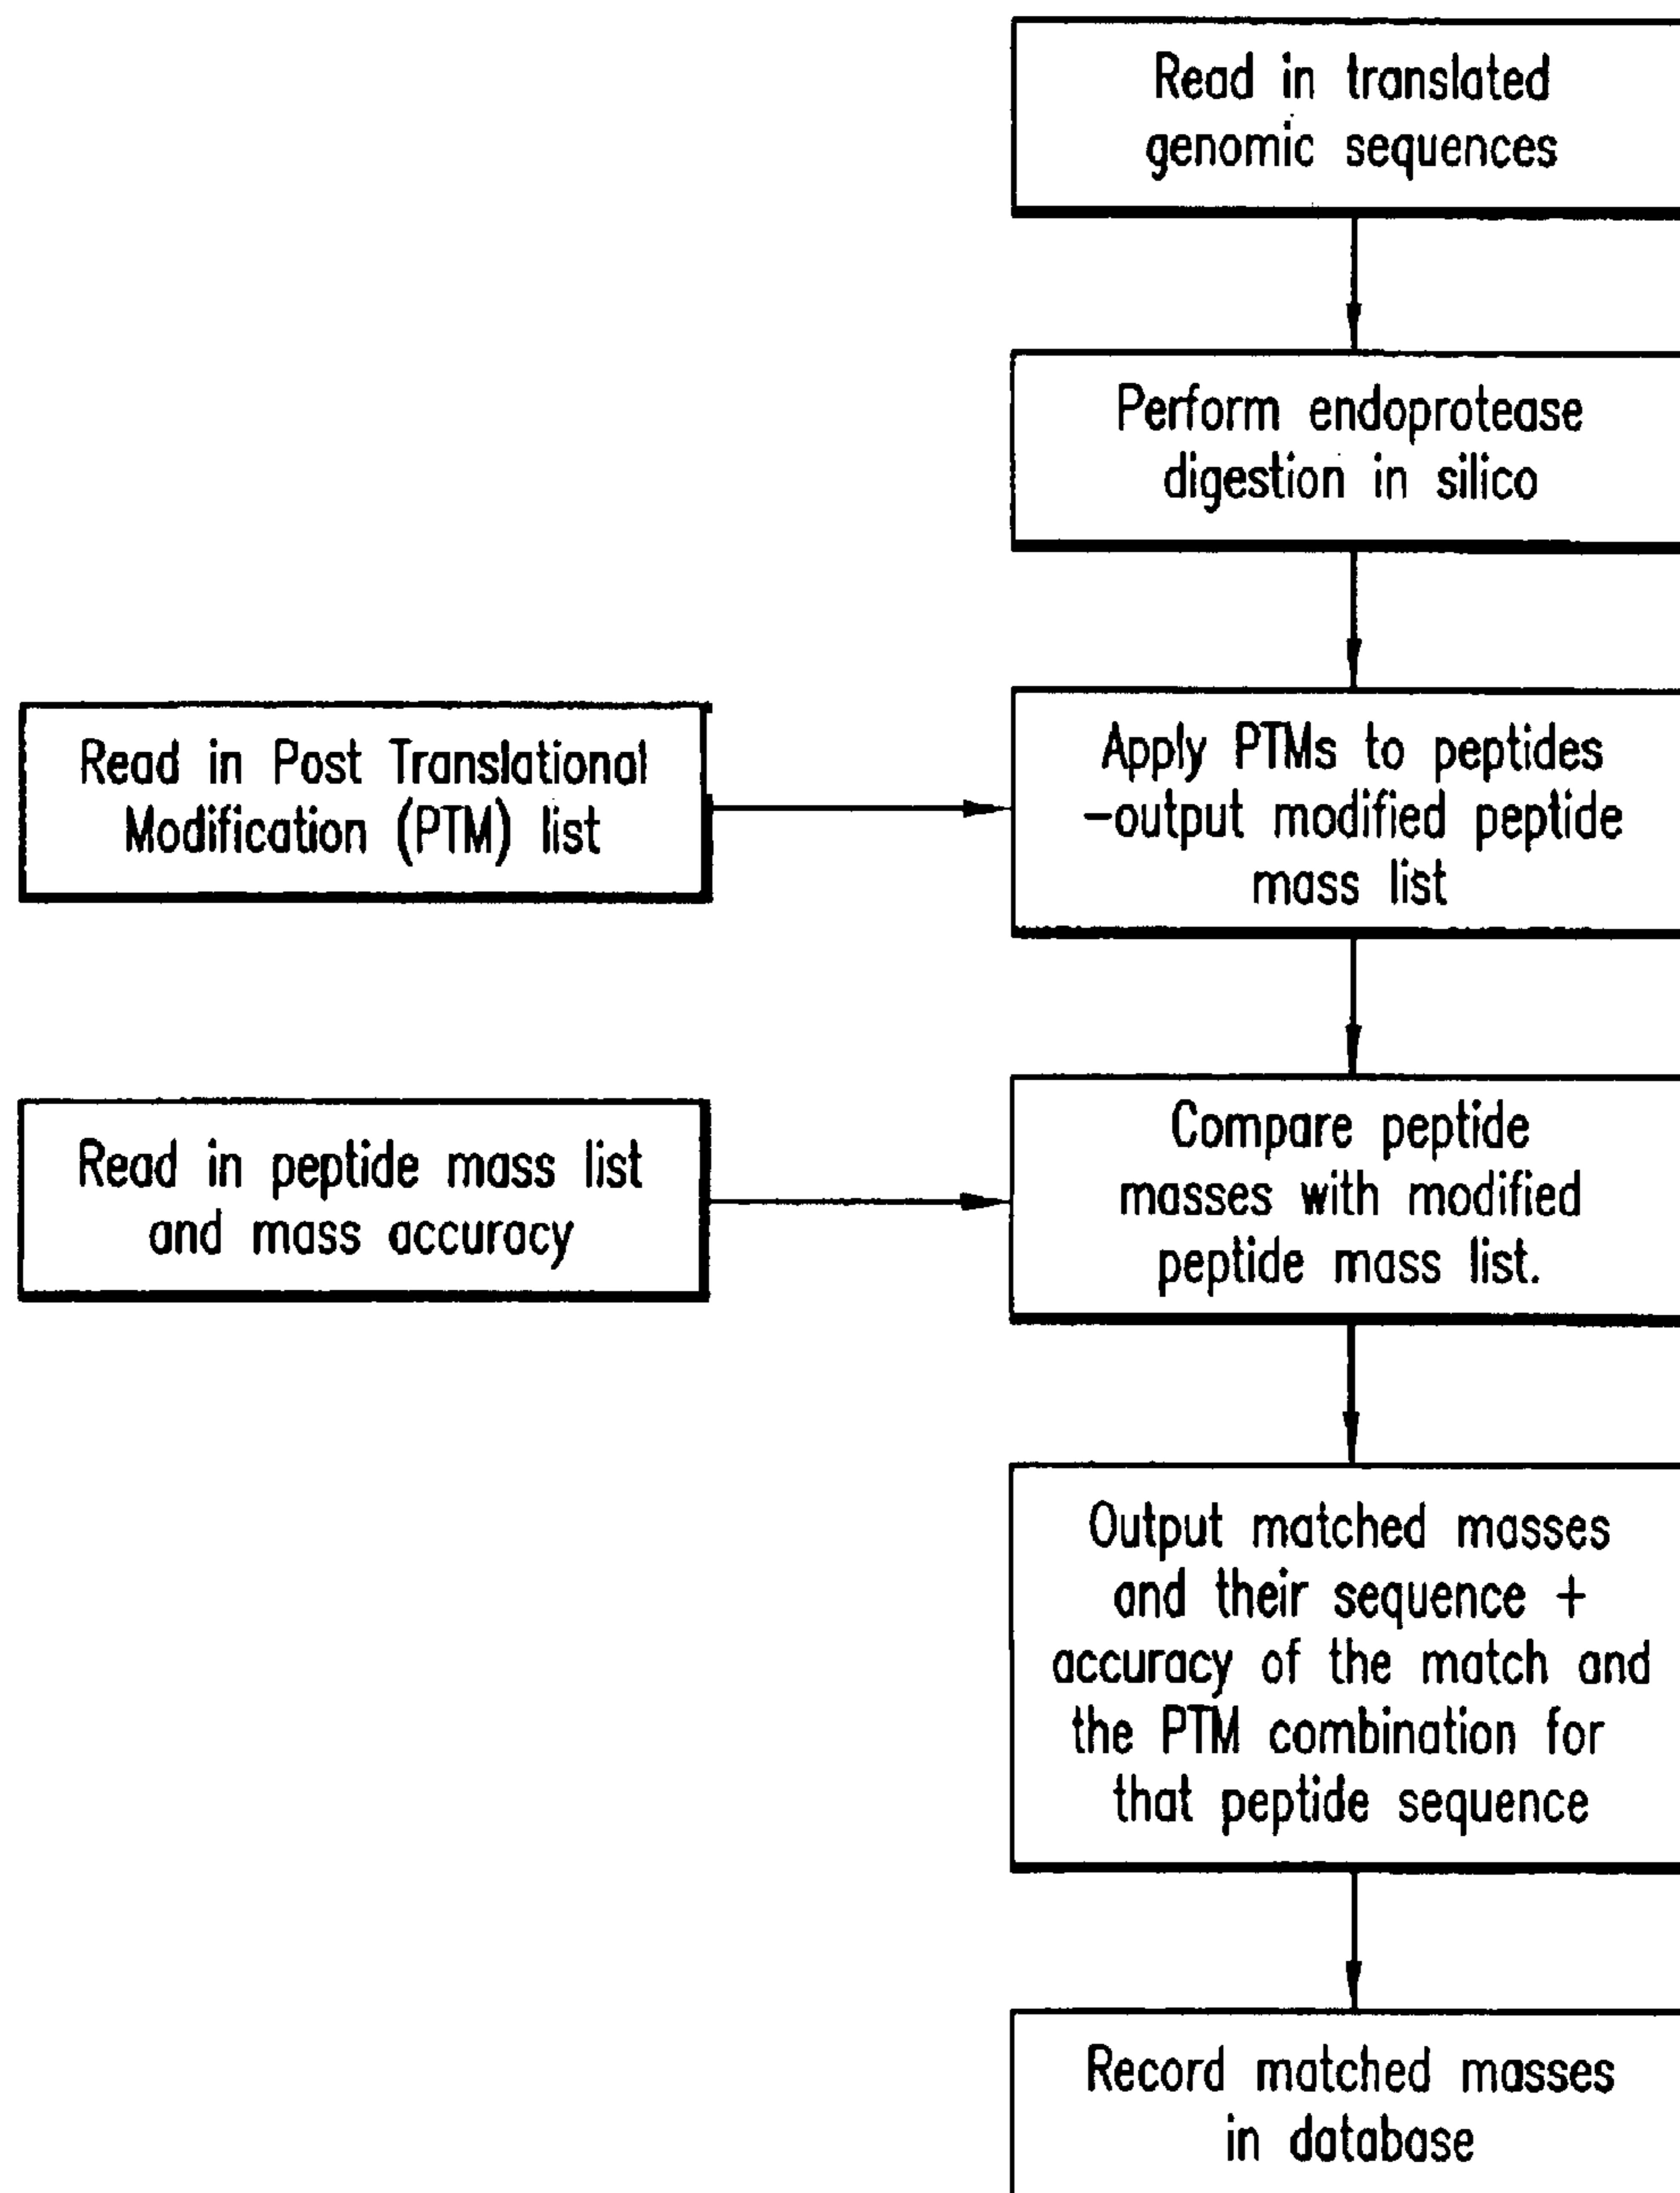 Read in translated
genomic sequences
Perform endoprotease
digestion in silico
Read in Post Translational
Modification (PTM) list
Apply PTMs to peptides
-output modified peptide
mass list
Read in peptide mass list
and mass accuracy
Compare peptide
masses with modified
peptide mass list.
Output matched masses
and their sequence +
accuracy of the match and
the PTM combination for
that peptide sequence
Record matched masses
in database